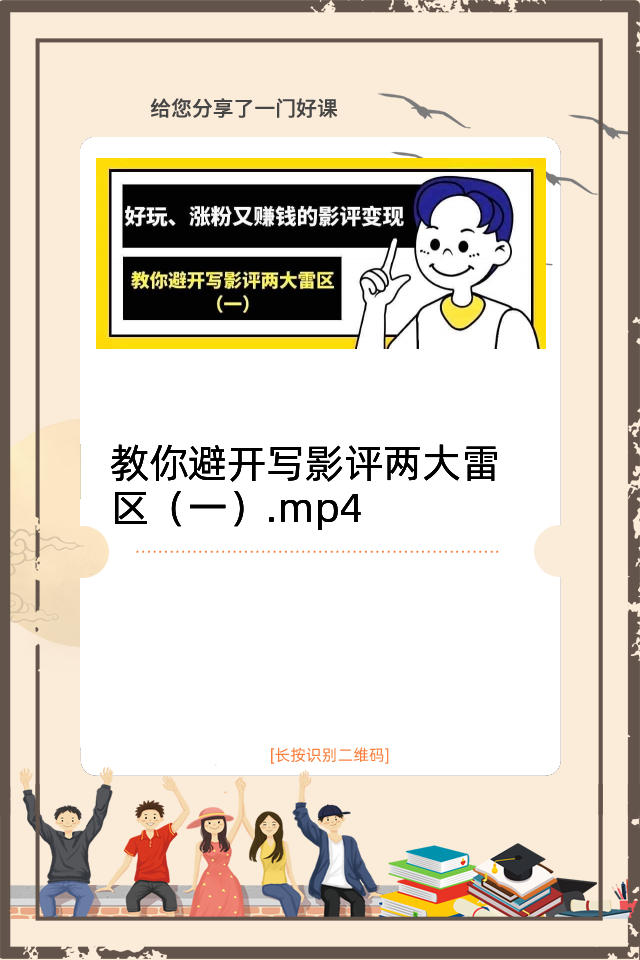 给您分享了一门好课
好玩、涨粉又赚钱的影评变现
教你避开写影评两大雷区
（一）
教你避开写影评两大雷
区（一）.mp4
[长按识别二维码]